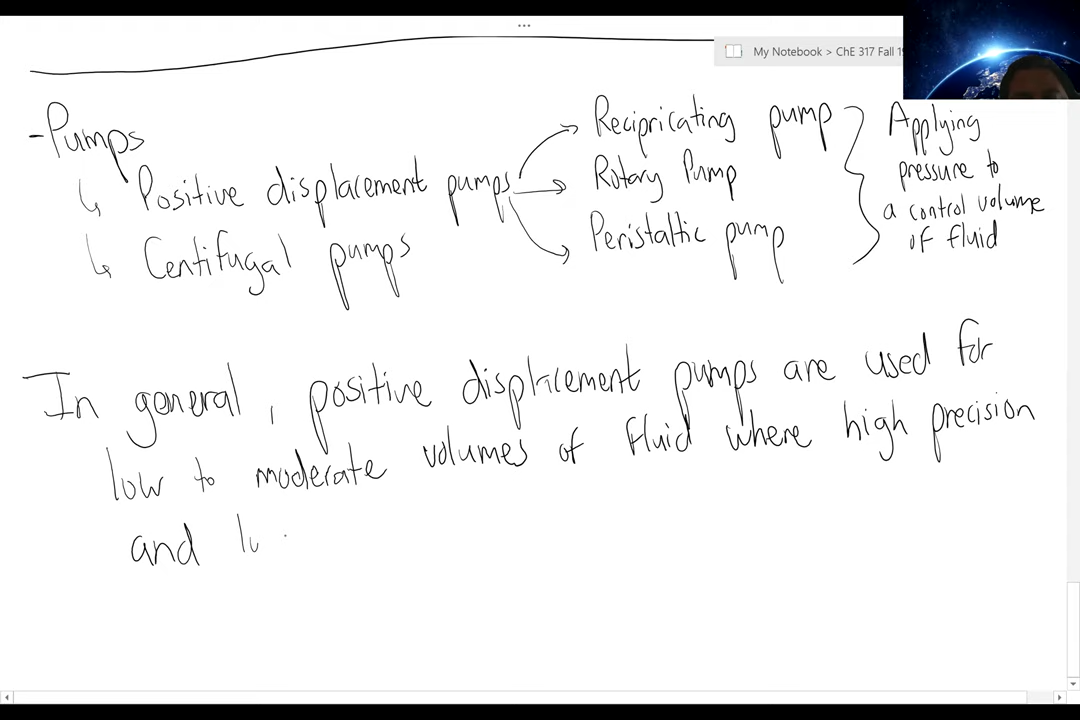 ...
My Notebook > ChE 317 Fall
- Pumps
↳ Positive displacement pumps
↳ Centifugal pumps
Recipricating pump
Rotary Pump
Peristaltic pump
Applying
pressure to
a control volume
of fluid
In general, positive displacement pumps are used for
low to moderate volumes of fluid where high precision
and